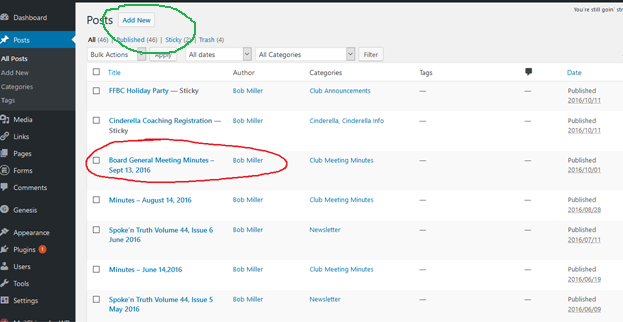 You're still goin' st
Dashboard
Posts
All Posts
Add New
Categories
Tags
Media
Links
Pages
Forms
Comments
Genesis
Appearance
Plugins 1
Users
Tools
Settings
Posts Add New
All (46) | Published (46) | Sticky (2) | Trash (4)
Bulk Actions Apply All dates All Categories Filter
Title Author Categories Tags Date
FFBC Holiday Party — Sticky Bob Miller Club Announcements — — Published
2016/10/11
Cinderella Coaching Registration — Bob Miller Cinderella, Cinderella Info — — Published
Sticky 2016/10/11
Board General Meeting Minutes – Bob Miller Club Meeting Minutes — — Published
Sept 13, 2016 2016/10/01
Minutes – August 14, 2016 Bob Miller Club Meeting Minutes — — Published
2016/08/28
Spoke'n Truth Volume 44, Issue 6 Bob Miller Newsletter — — Published
June 2016 2016/07/11
Minutes – June 14,2016 Bob Miller Club Meeting Minutes — — Published
2016/06/19
Spoke'n Truth Volume 44, Issue 5 Bob Miller Newsletter — — Published
May 2016 2016/06/09